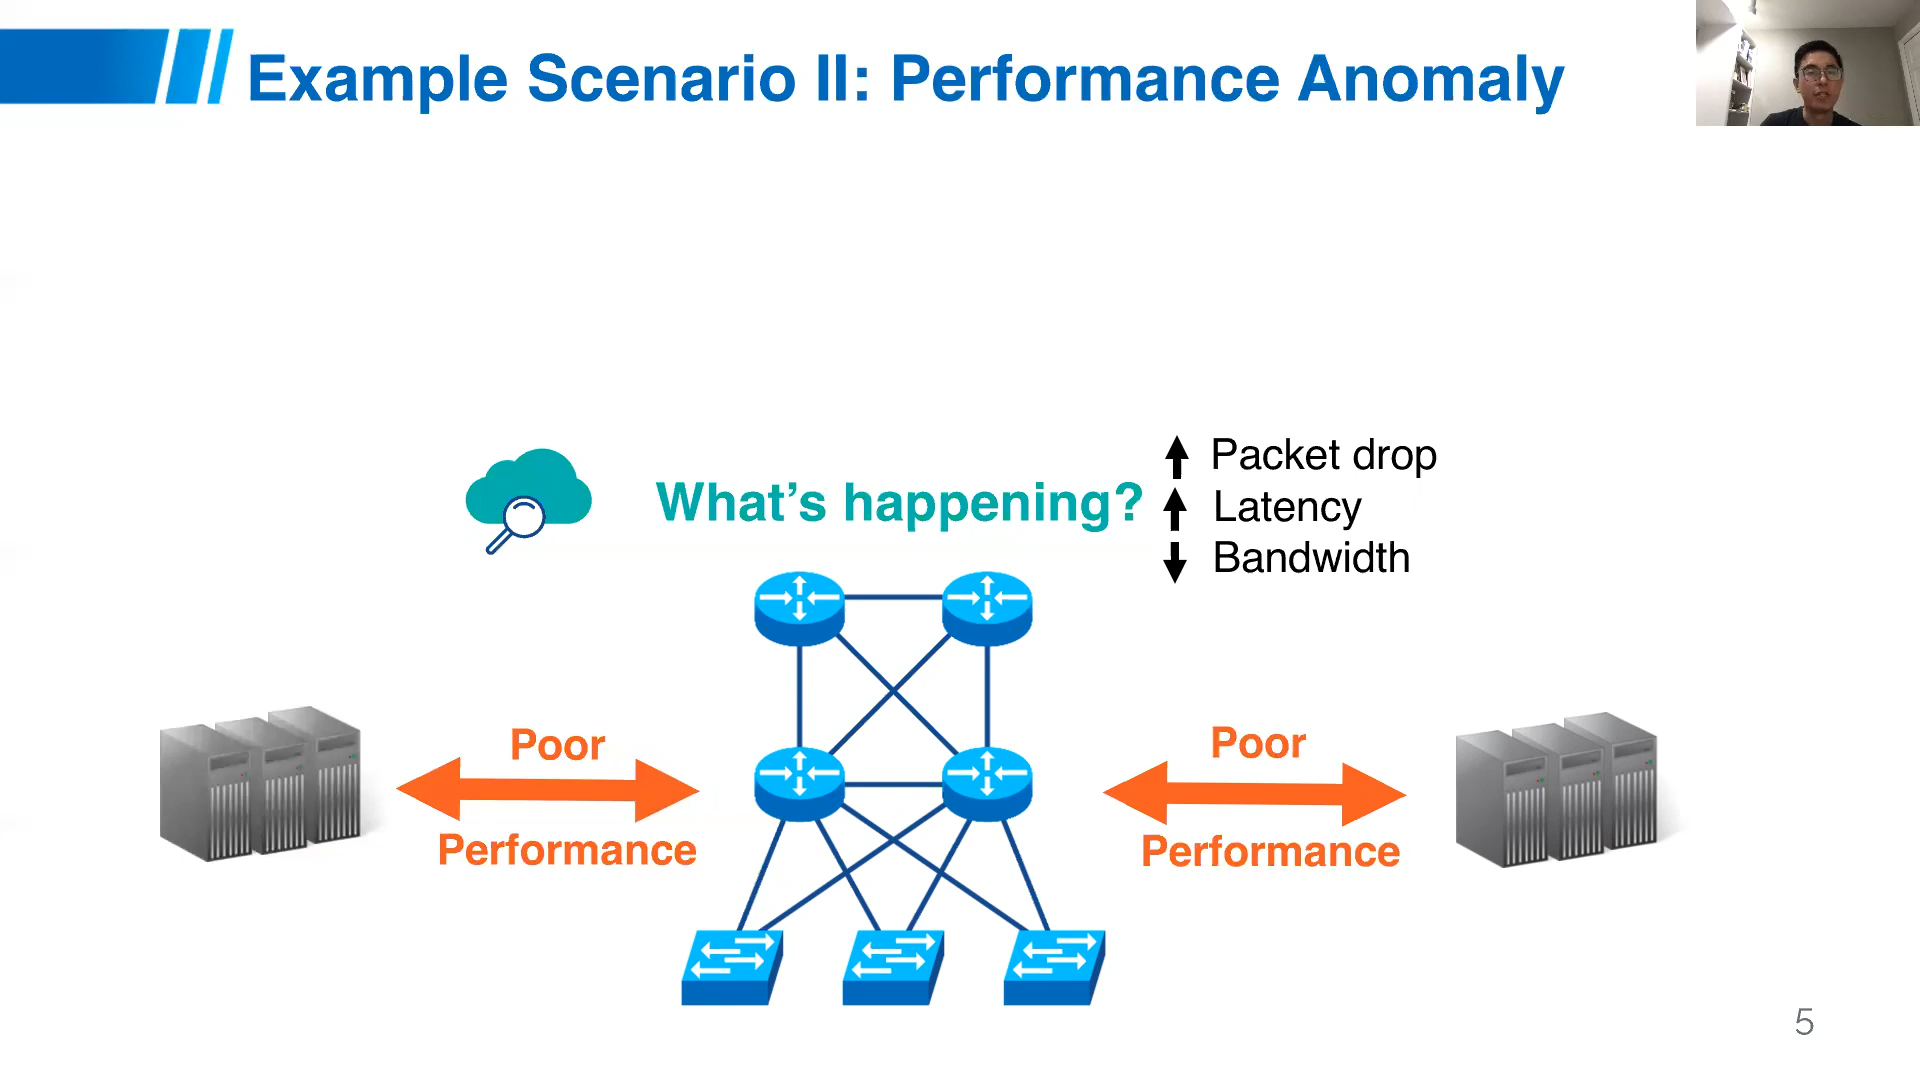 Example Scenario II: Performance Anomaly
What’s happening?
Packet drop
Latency
Bandwidth
Poor
Performance
Poor
Performance
5